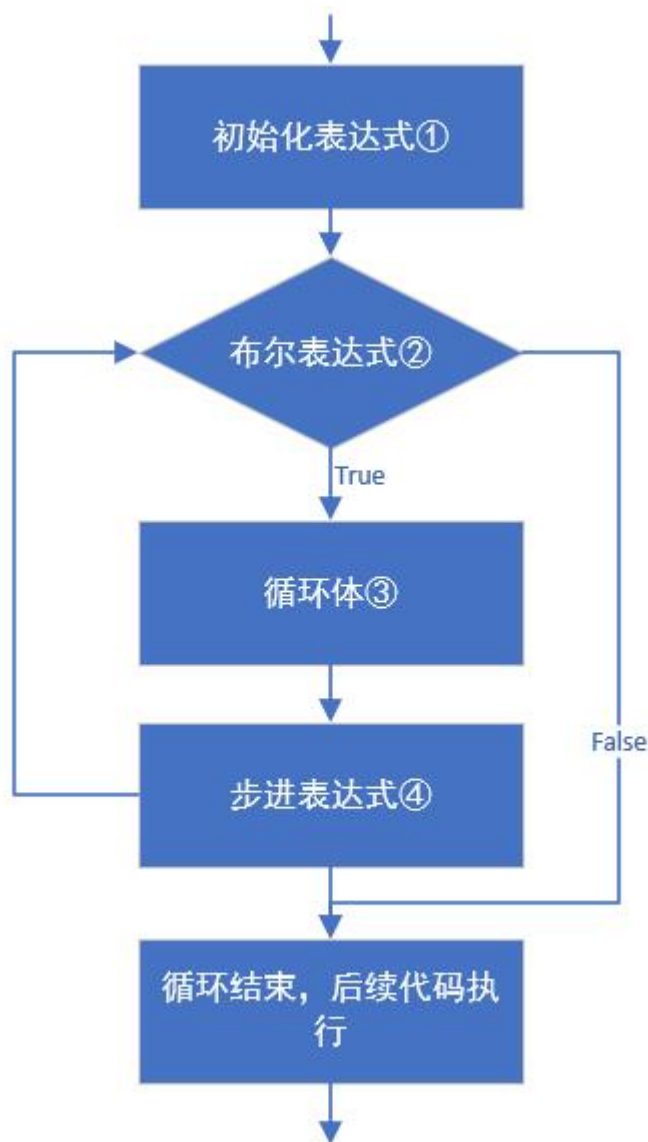 初始化表达式①
布尔表达式②
True
循环体③
False
步进表达式④
循环结束，后续代码执
行